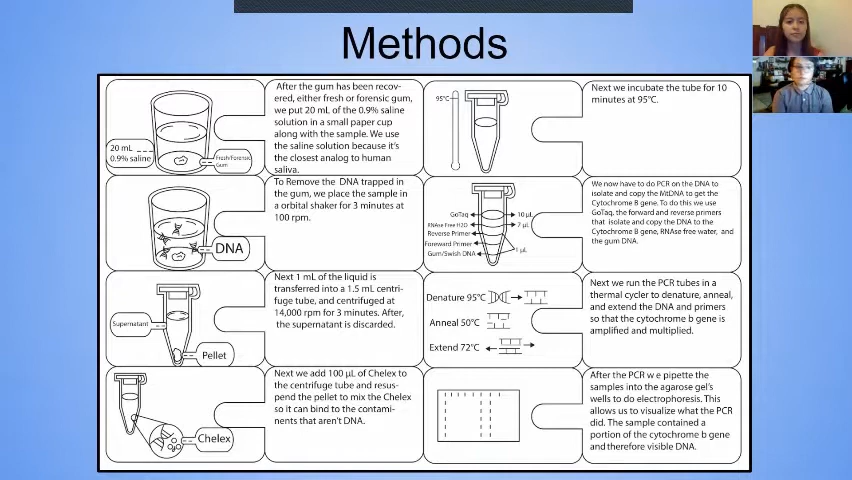 Methods
20 mL
0.9% saline
Fresh/Forensic
Gum
After the gum has been recov-
ered, either fresh or forensic gum,
we put 20 mL of the 0.9% saline
solution in a small paper cup
along with the sample. We use
the saline solution because it's
the closest analog to human
saliva.
DNA
To Remove the DNA trapped in
the gum, we place the sample in
a orbital shaker for 3 minutes at
100 rpm.
Supernatant
Pellet
Next 1 mL of the liquid is
transferred into a 1.5 mL centri-
fuge tube, and centrifuged at
14,000 rpm for 3 minutes. After,
the supernatant is discarded.
Chelex
Next we add 100 µL of Chelex to
the centrifuge tube and resus-
pend the pellet to mix the Chelex
so it can bind to the contami-
nents that aren't DNA.
95°C
Next we incubate the tube for 10
minutes at 95°C.
GoTaq 10 µL
RNAse Free H2O 7 µL
Reverse Primer
Foreward Primer 1 µL
Gum/Swish DNA
We now have to do PCR on the DNA to
isolate and copy the MitDNA to get the
Cytochrome B gene. To do this we use
GoTaq, the forward and reverse primers
that isolate and copy the DNA to the
Cytochrome B gene, RNAse free water, and
the gum DNA.
Denature 95°C
Anneal 50°C
Extend 72°C
Next we run the PCR tubes in a
thermal cycler to denature, anneal,
and extend the DNA and primers
so that the cytochrome b gene is
amplified and multiplied.
After the PCR w e pipette the
samples into the agarose gel's
wells to do electrophoresis. This
allows us to visualize what the PCR
did. The sample contained a
portion of the cytochrome b gene
and therefore visible DNA.